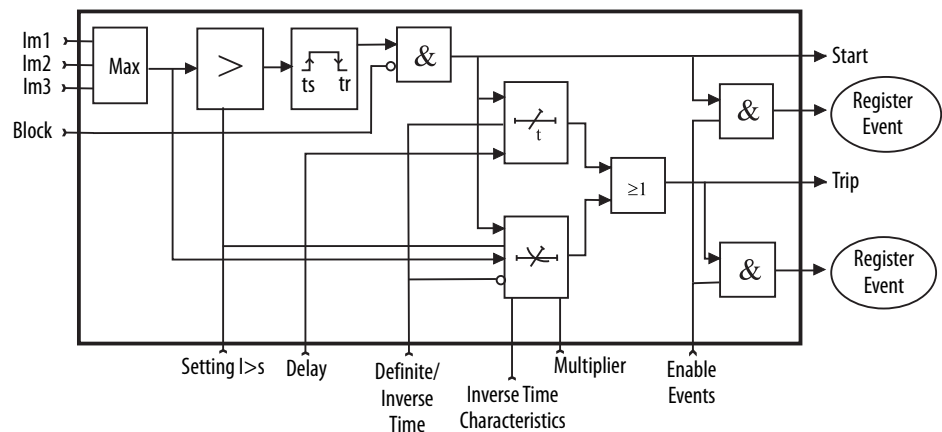 Im1
Im2
Im3
Block
Max
>
ts
tr
&
t
≥1
&
&
Start
Register
Event
Trip
Register
Event
Setting I>s
Delay
Definite/
Inverse
Time
Inverse Time
Characteristics
Multiplier
Enable
Events